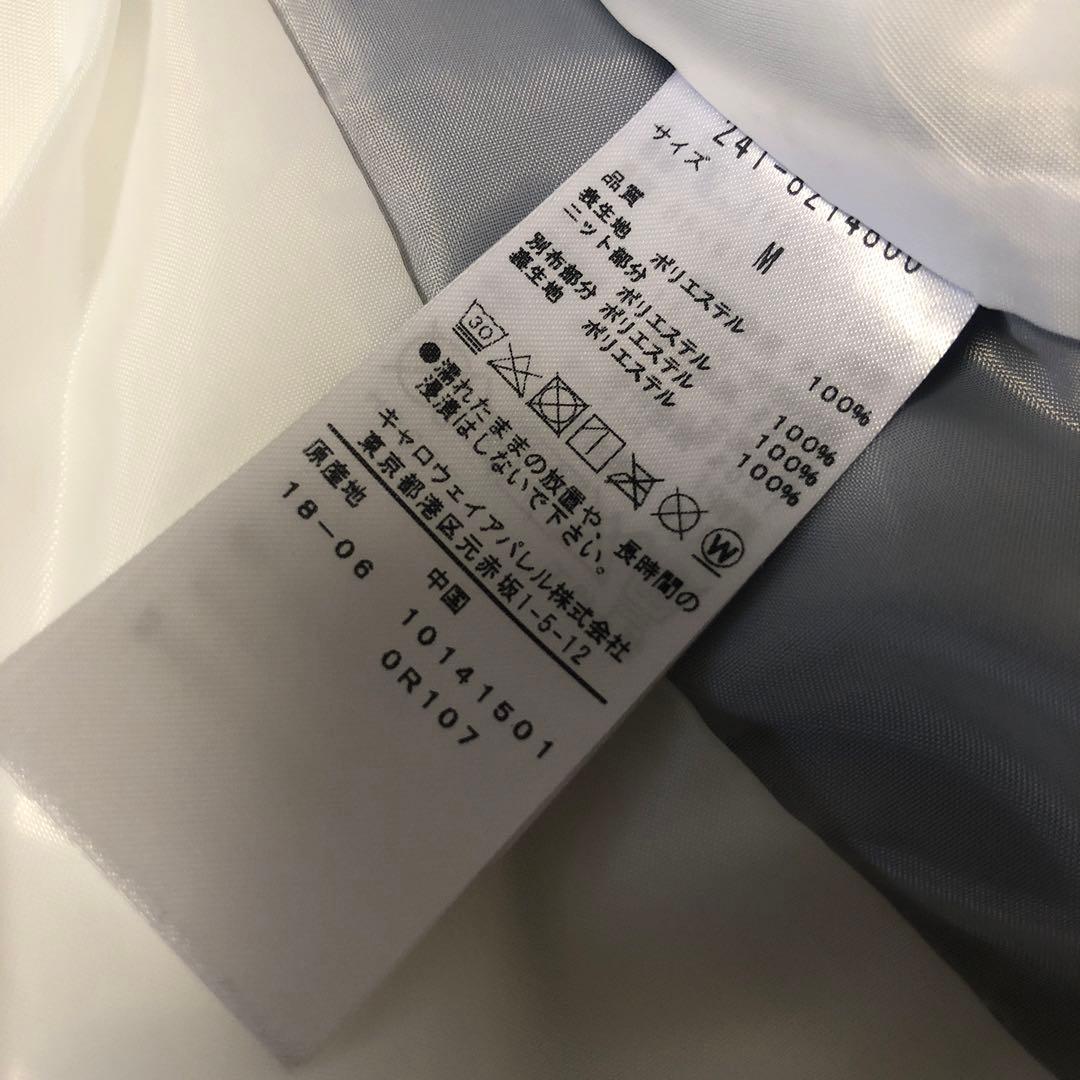 サイズ M
品質
表生地 ポリエステル 100%
ニット部分
ポリエステル 100%
別布部分 ポリエステル 100%
裏生地 ポリエステル 100%
30
W
●濡れたままの放置や、長時間の
浸漬はしないで下さい。
キャロウェイアパレル株式会社
東京都港区元赤坂1-5-12
原産地 中国
18-06 10141501
0R107